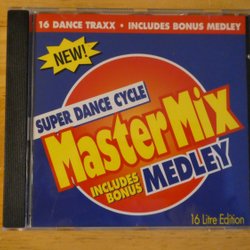 16 DANCE TRAXX • INCLUDES BONUS MEDLEY
NEW!
SUPER DANCE CYCLE
MasterMix
INCLUDES
BONUS
MEDLEY
16 Litre Edition